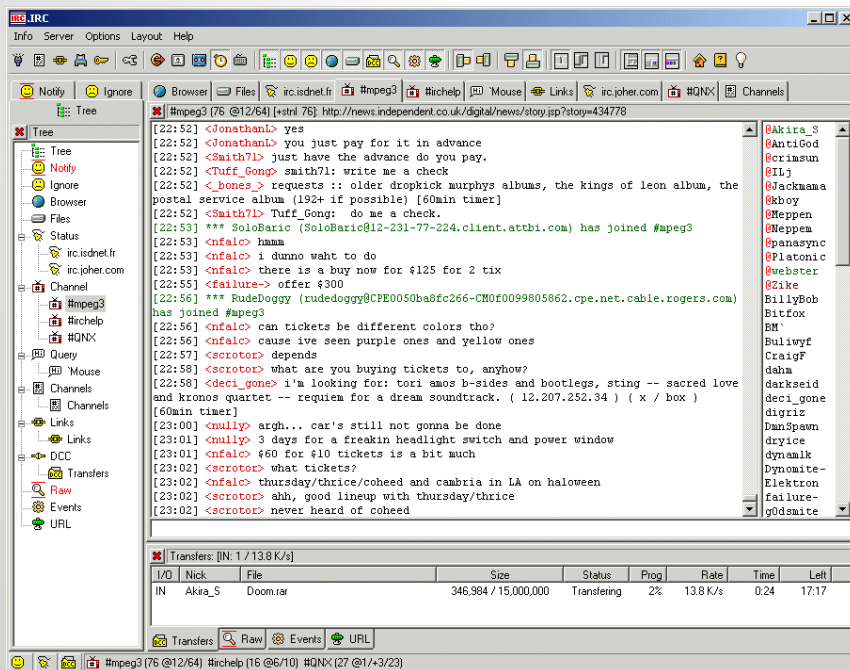 IRC .IRC
Info Server Options Layout Help
Notify Ignore Browser Files irc.isdnet.fr #mpeg3 #irchelp `Mouse Links irc.joher.com #QNX Channels
Tree
#mpeg3 (76 @12/64) [+stnl 76]: http://news.independent.co.uk/digital/news/story.jsp?story=434778
Tree
Tree
Notify
Ignore
Browser
Files
Status
irc.isdnet.fr
irc.joher.com
Channel
#mpeg3
#irchelp
#QNX
Query
`Mouse
Channels
Channels
Links
Links
DCC
Transfers
Raw
Events
URL
[22:52] <JonathanL> yes
[22:52] <JonathanL> you just pay for it in advance
[22:52] <Smith71> just have the advance do you pay.
[22:52] <Tuff_Gong> smith71: write me a check
[22:52] <_bones_> requests :: older dropkick murphys albums, the kings of leon album, the
postal service album (192+ if possible) [60min timer]
[22:52] <Smith71> Tuff_Gong:  do me a check.
[22:53] *** SoloBaric (SoloBaric@12-231-77-224.client.attbi.com) has joined #mpeg3
[22:53] <nfalc> hmmm
[22:53] <nfalc> i dunno waht to do
[22:53] <nfalc> there is a buy now for $125 for 2 tix
[22:55] <failure-> offer $300
[22:56] *** RudeDoggy (rudedoggy@CPE0050ba8fc266-CM0f0099805862.cpe.net.cable.rogers.com)
has joined #mpeg3
[22:56] <nfalc> can tickets be different colors tho?
[22:56] <nfalc> cause ive seen purple ones and yellow ones
[22:57] <scrotor> depends
[22:58] <scrotor> what are you buying tickets to, anyhow?
[22:58] <deci_gone> i'm looking for: tori amos b-sides and bootlegs, sting -- sacred love
and kronos quartet -- requiem for a dream soundtrack. ( 12.207.252.34 ) ( x / box )
[60min timer]
[23:00] <nully> argh... car's still not gonna be done
[23:01] <nully> 3 days for a freakin headlight switch and power window
[23:01] <nfalc> $60 for $10 tickets is a bit much
[23:02] <scrotor> what tickets?
[23:02] <nfalc> thursday/thrice/coheed and cambria in LA on haloween
[23:02] <scrotor> ahh, good lineup with thursday/thrice
[23:02] <scrotor> never heard of coheed
@Akira_S
@AntiGod
@crimsun
@ILj
@Jackmama
@kboy
@Meppen
@Neppem
@panasync
@Platonic
@webster
@Zike
BillyBob
Bitfox
BM`
Buliwyf
CraigF
dahm
darkseid
deci_gone
digriz
DmnSpawn
dryice
dynamlk
Dynomite-
Elektron
failure-
g0dsmite
Transfers: [IN: 1 / 13.8 K/s]
I/O Nick File Size Status Prog Rate Time Left
IN Akira_S Doom.rar 346,984 / 15,000,000 Transfering 2% 13.8 K/s 0:24 17:17
Transfers Raw Events URL
#mpeg3 (76 @12/64) #irchelp (16 @6/10) #QNX (27 @1/+3/23)